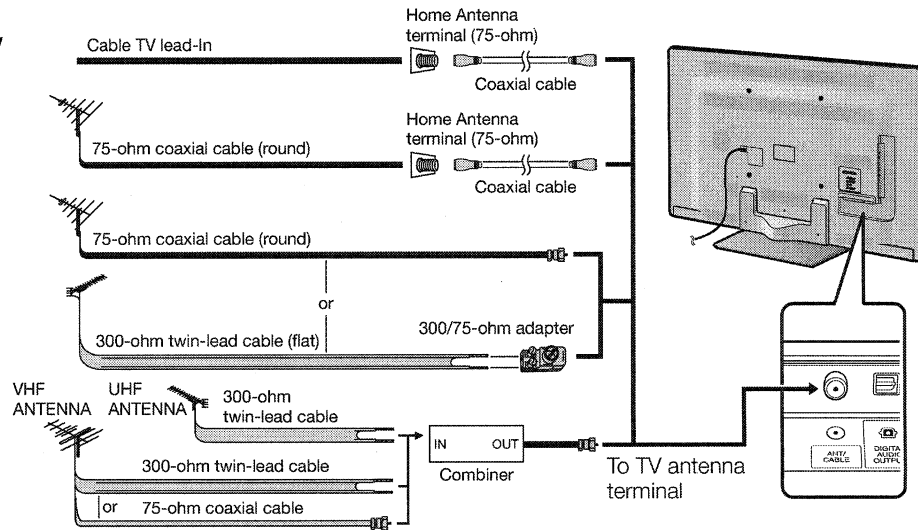 Home Antenna
terminal (75-ohm)
Cable TV lead-In
Coaxial cable
Home Antenna
terminal (75-ohm)
75-ohm coaxial cable (round)
Coaxial cable
75-ohm coaxial cable (round)
or
300-ohm twin-lead cable (flat)
300/75-ohm adapter
VHF
ANTENNA
UHF
ANTENNA
300-ohm
twin-lead cable
IN OUT
Combiner
300-ohm twin-lead cable
or 75-ohm coaxial cable
To TV antenna
terminal
ANT/
CABLE
DIGITA
AUDIO
OUTPU